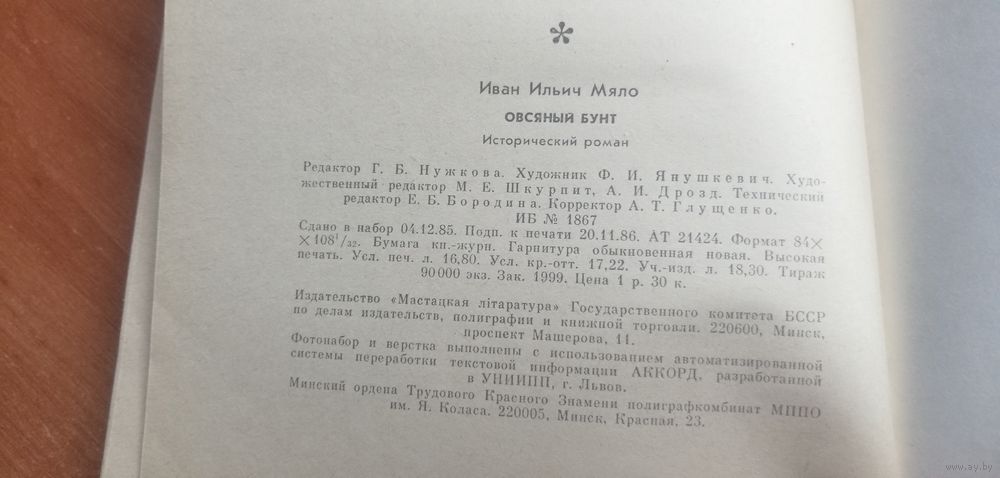 *
Иван Ильич Мяло
ОВСЯНЫЙ БУНТ
Исторический роман
Редактор Г. Б. Нужкова. Художник Ф. И. Янушкевич. Худо-
жественный редактор М. Е. Шкурпит, А. И. Дрозд. Технический
редактор Е. Б. Бородина. Корректор А. Т. Глущенко.
ИБ № 1867
Сдано в набор 04.12.85. Подп. к печати 20.11.86. АТ 21424. Формат 84×
×108¹/₃₂. Бумага кн.-журн. Гарнитура обыкновенная новая. Высокая
печать. Усл. печ. л. 16,80. Усл. кр.-отт. 17,22. Уч.-изд. л. 18,30. Тираж
90 000 экз. Зак. 1999. Цена 1 р. 30 к.
Издательство «Мастацкая літаратура» Государственного комитета БССР
по делам издательств, полиграфии и книжной торговли. 220600, Минск,
проспект Машерова, 11.
Фотонабор и верстка выполнены с использованием автоматизированной
системы переработки текстовой информации АККОРД, разработанной
в УНИИПП, г. Львов.
Минский ордена Трудового Красного Знамени полиграфкомбинат МППО
им. Я. Коласа. 220005, Минск, Красная, 23.
www.ay.by